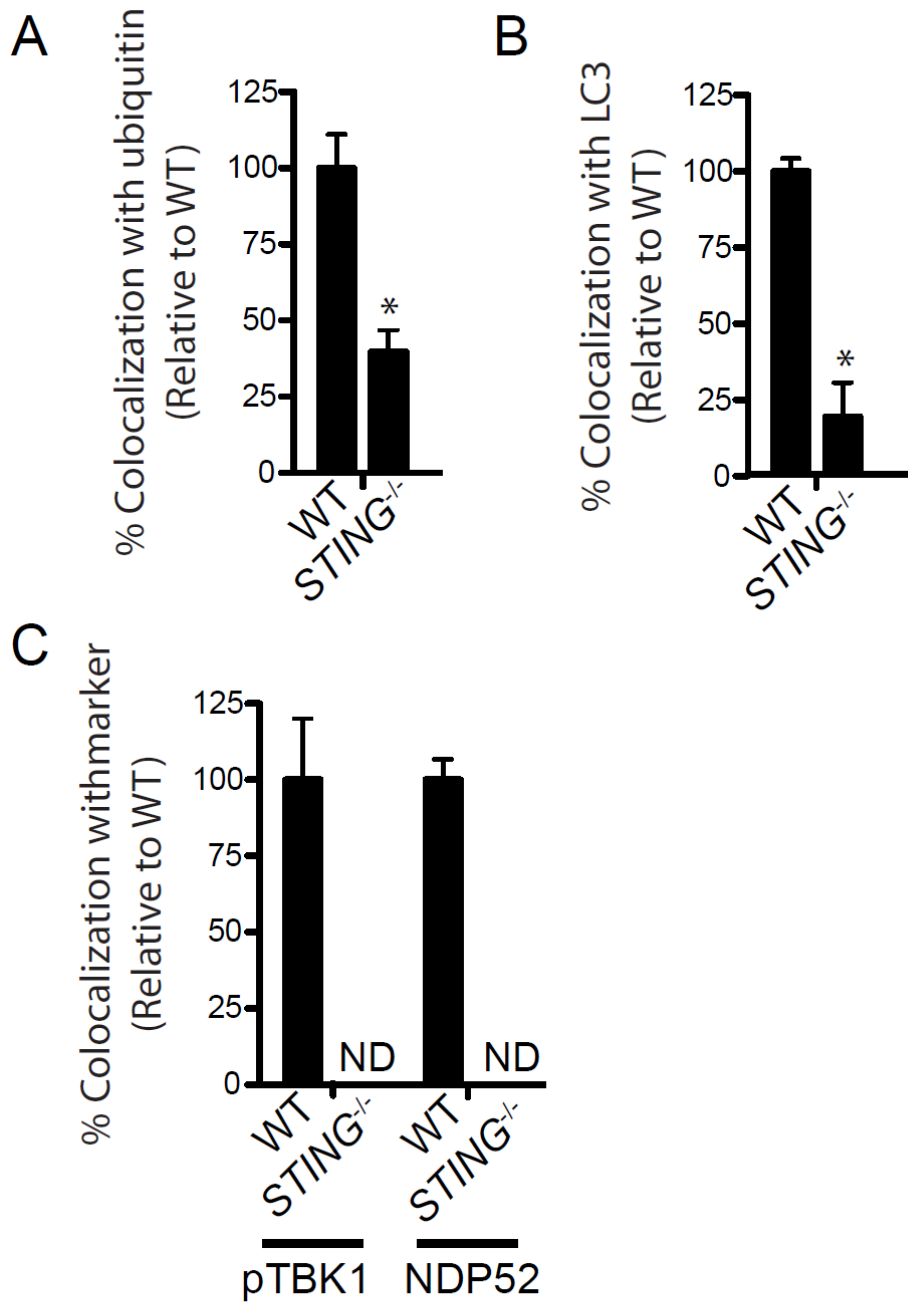 A
% Colocalization with ubiquitin
(Relative to WT)
125
100
75
50
25
0
*
WT
STING-/-
B
% Colocalization with LC3
(Relative to WT)
125
100
75
50
25
0
*
WT
STING-/-
C
% Colocalization withmarker
(Relative to WT)
125
100
75
50
25
0
ND
ND
WT
STING-/-
WT
STING-/-
pTBK1
NDP52